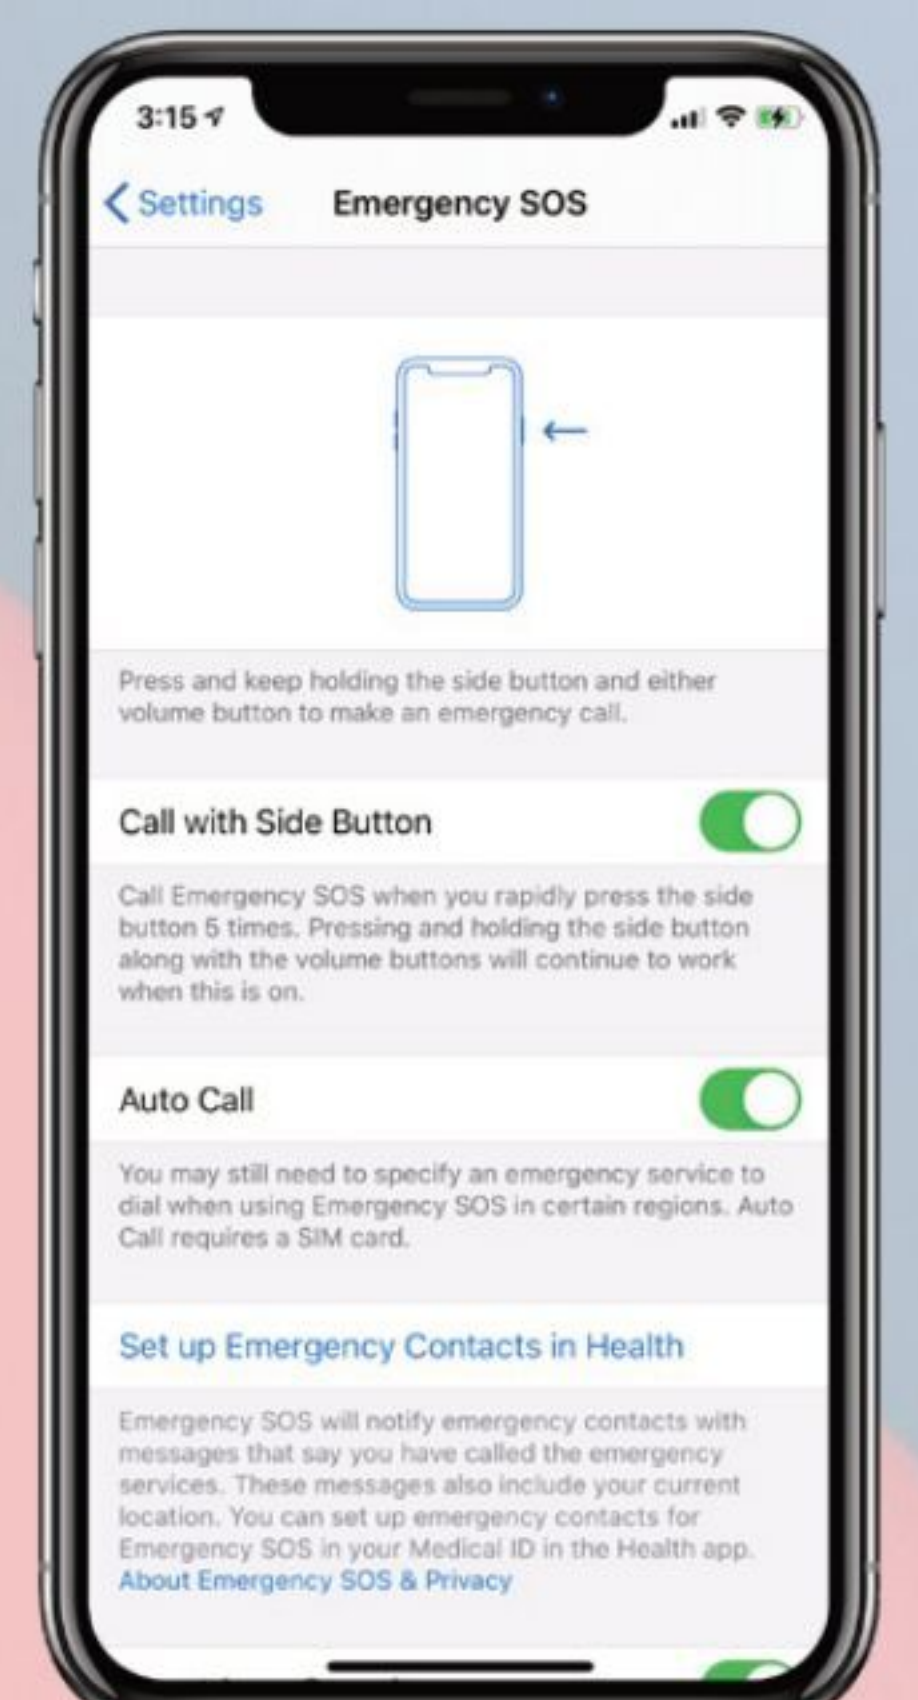 3:15
Settings
Emergency SOS
Press and keep holding the side button and either
volume button to make an emergency call.
Call with Side Button
Call Emergency SOS when you rapidly press the side
button 5 times. Pressing and holding the side button
along with the volume buttons will continue to work
when this is on.
Auto Call
You may still need to specify an emergency service to
dial when using Emergency SOS in certain regions. Auto
Call requires a SIM card.
Set up Emergency Contacts in Health
Emergency SOS will notify emergency contacts with
messages that say you have called the emergency
services. These messages also include your current
location. You can set up emergency contacts for
Emergency SOS in your Medical ID in the Health app.
About Emergency SOS & Privacy